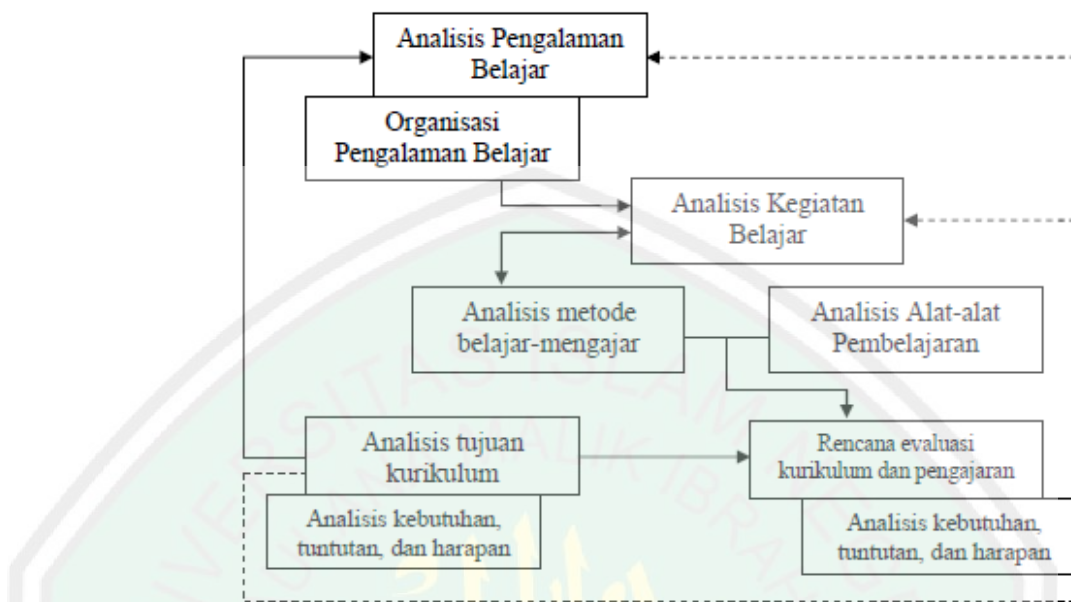 Analisis Pengalaman
Belajar
Organisasi
Pengalaman Belajar
Analisis Kegiatan
Belajar
Analisis metode
belajar-mengajar
Analisis Alat-alat
Pembelajaran
Analisis tujuan
kurikulum
Rencana evaluasi
kurikulum dan pengajaran
Analisis kebutuhan,
tuntutan, dan harapan
Analisis kebutuhan,
tuntutan, dan harapan